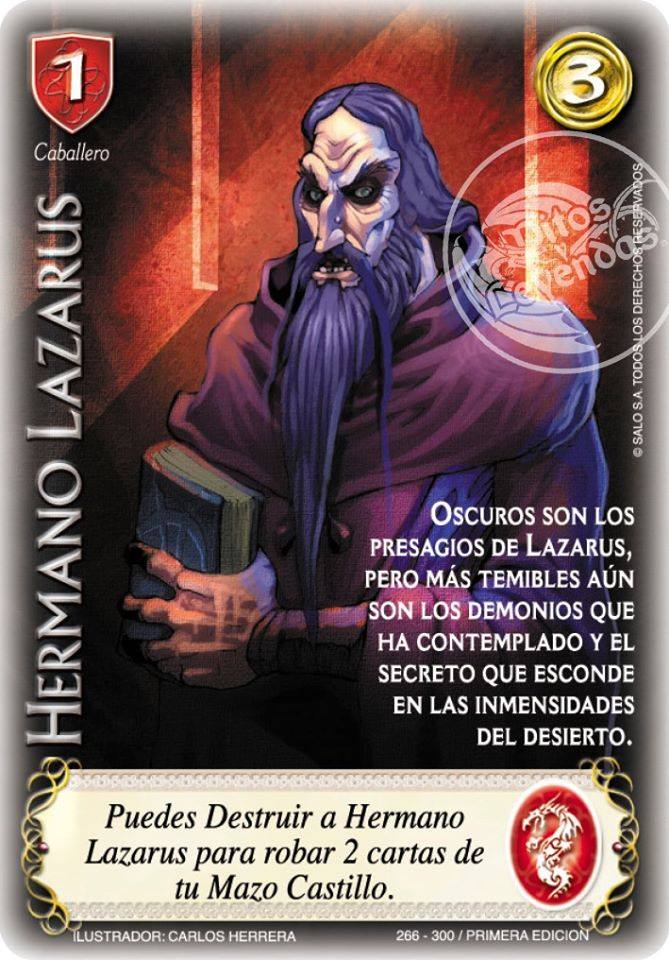 1
3
Caballero
HERMANO LAZARUS
mitos
y
Leyendas
© SALO S.A. TODOS LOS DERECHOS RESERVADOS
OSCUROS SON LOS
PRESAGIOS DE LAZARUS,
PERO MÁS TEMIBLES AÚN
SON LOS DEMONIOS QUE
HA CONTEMPLADO Y EL
SECRETO QUE ESCONDE
EN LAS INMENSIDADES
DEL DESIERTO.
Puedes Destruir a Hermano
Lazarus para robar 2 cartas de
tu Mazo Castillo.
ILUSTRADOR: CARLOS HERRERA
266 - 300 / PRIMERA EDICION